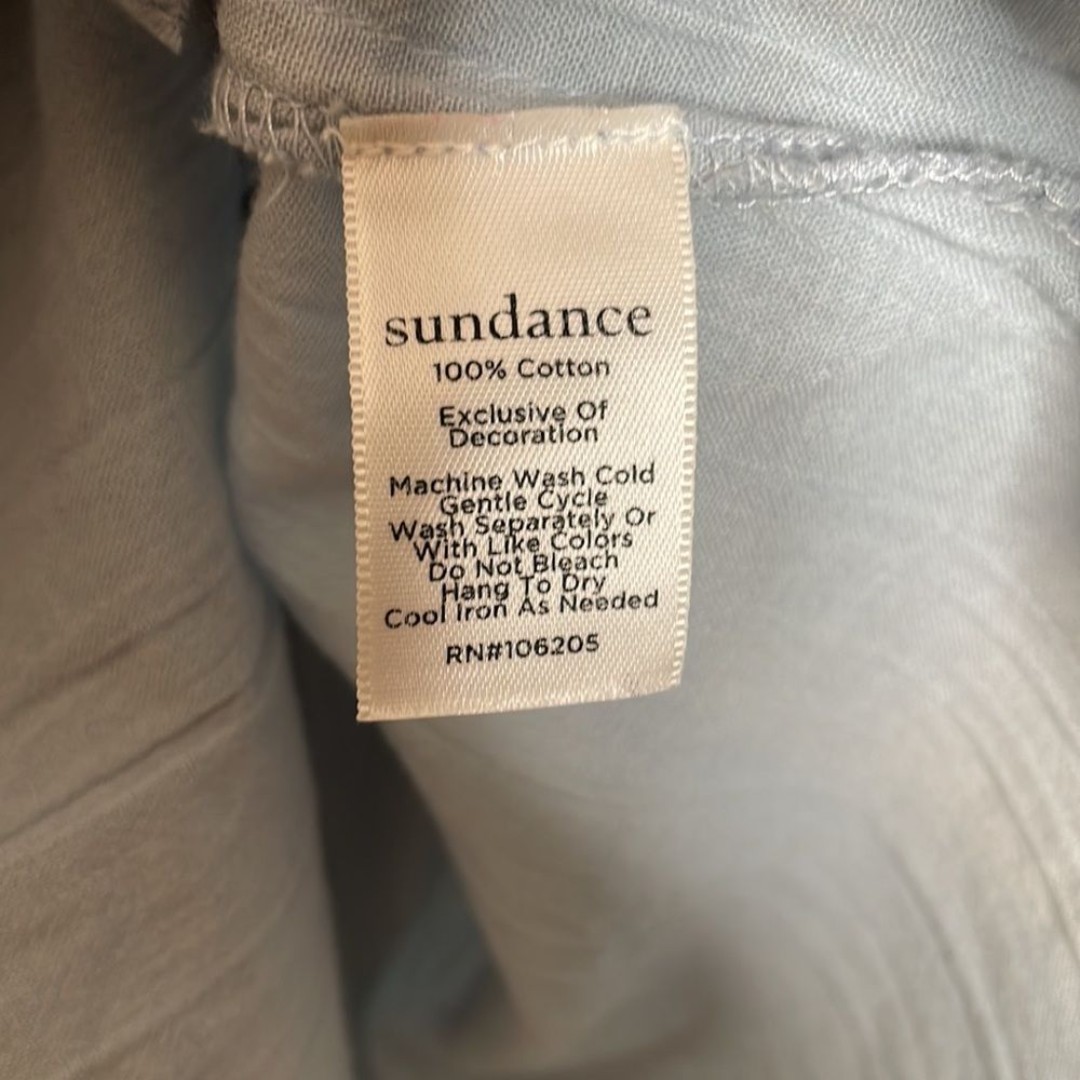 sundance
100% Cotton
Exclusive Of
Decoration
Machine Wash Cold
Gentle Cycle
Wash Separately Or
With Like Colors
Do Not Bleach
Hang To Dry
Cool Iron As Needed
RN#106205